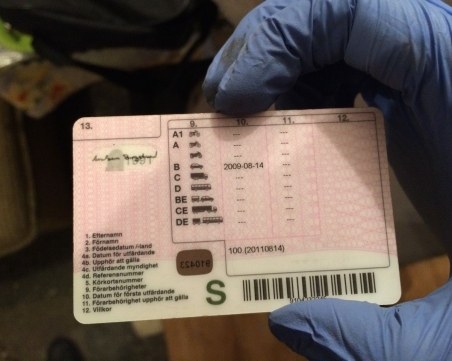 13.
9. 10. 11. 12.
A1 --- ---
A --- ---
--- ---
B 2009-08-14 ---
C --- ---
D --- ---
BE --- ---
CE --- ---
DE --- ---
100.(20110814)
1. Efternamn
2. Förnamn
3. Födelsedatum /-land
4a. Datum för utfärdande
4b. Upphör att gälla
4c. Utfärdande myndighet
4d. Referensnummer
5. Körkortsnummer
9. Förarbehörigheter
10. Datum för första utfärdande
11. Förarbehörighet upphör att gälla
12. Villkor
S